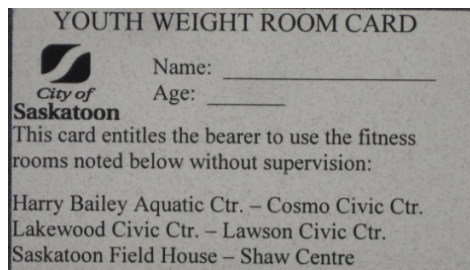 YOUTH WEIGHT ROOM CARD
Name:
City of
Age:
Saskatoon
This card entitles the bearer to use the fitness
rooms noted below without supervision:
Harry Bailey Aquatic Ctr. – Cosmo Civic Ctr.
Lakewood Civic Ctr. – Lawson Civic Ctr.
Saskatoon Field House – Shaw Centre